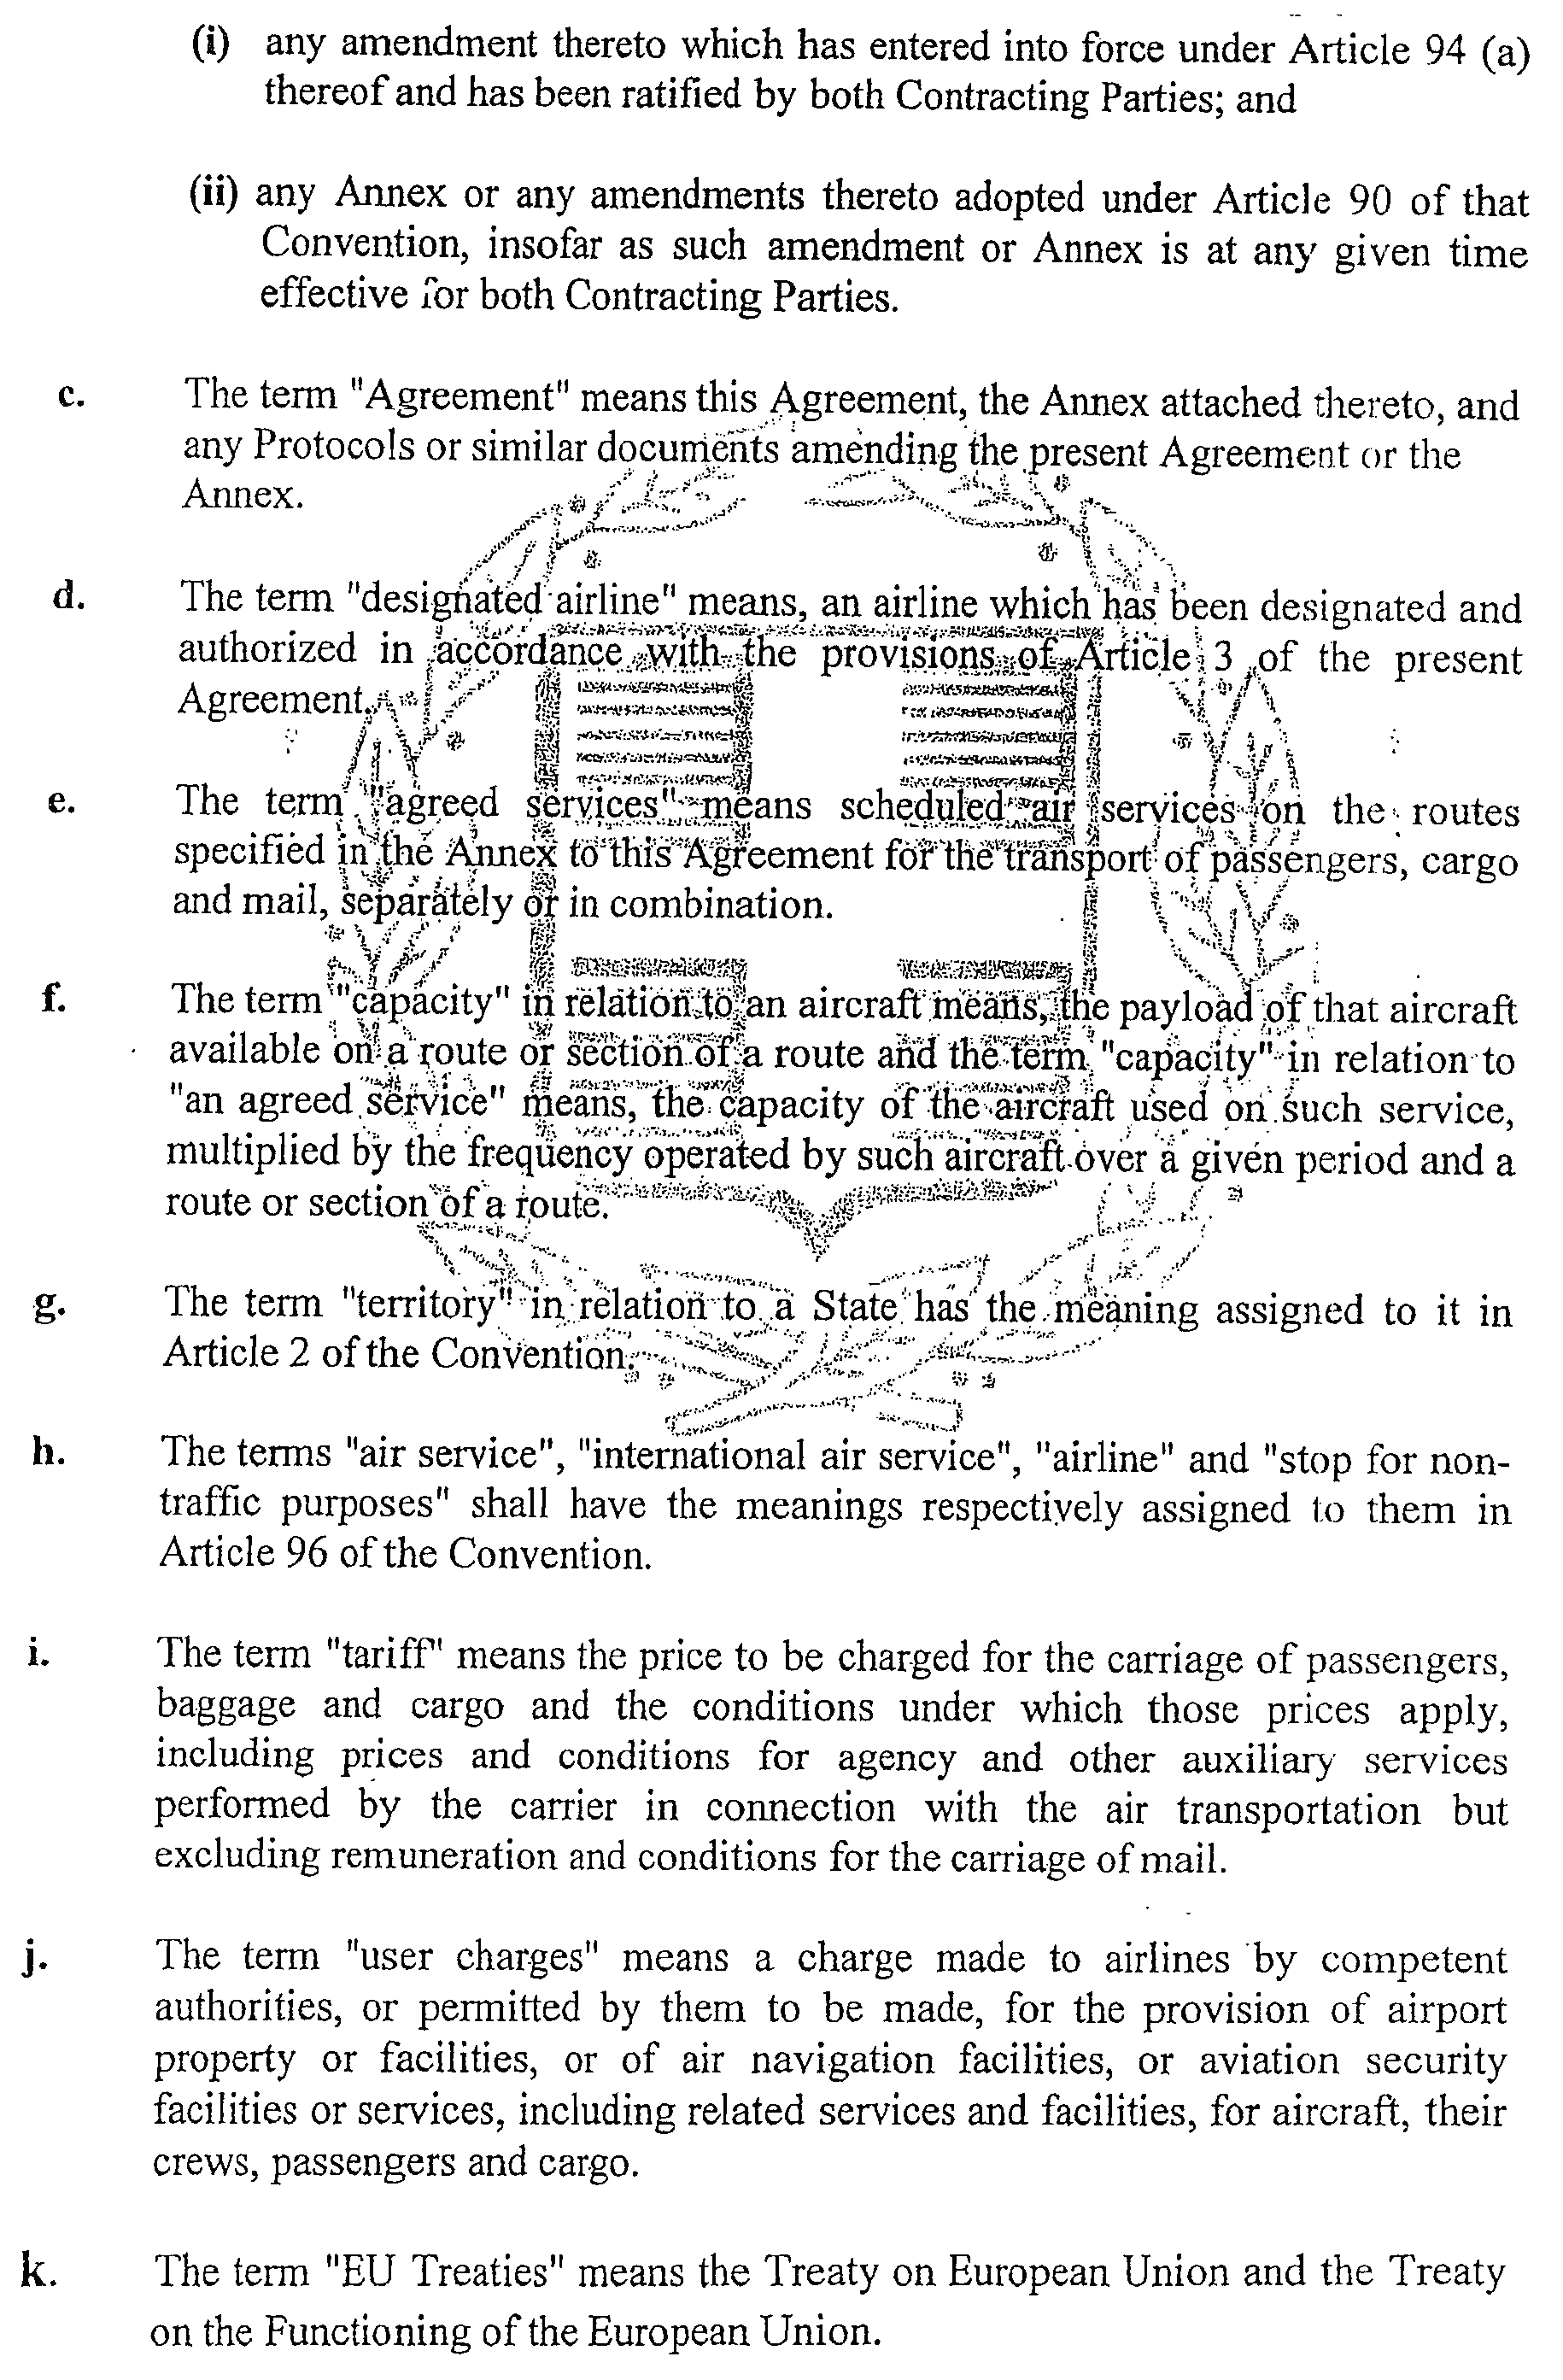 (i) any amendment thereto which has entered into force under Article 94 (a)
thereof and has been ratified by both Contracting Parties; and
(ii) any Annex or any amendments thereto adopted under Article 90 of that
Convention, insofar as such amendment or Annex is at any given time
effective for both Contracting Parties.
c. The term "Agreement" means this Agreement, the Annex attached thereto, and
any Protocols or similar documents amending the present Agreement or the
Annex.
d. The term "designated airline" means, an airline which has been designated and
authorized in accordance with the provisions of Article 3 of the present
Agreement.
e. The term "agreed services" means scheduled air services on the routes
specified in the Annex to this Agreement for the transport of passengers, cargo
and mail, separately or in combination.
f. The term "capacity" in relation to an aircraft means, the payload of that aircraft
available on a route or section of a route and the term "capacity" in relation to
"an agreed service" means, the capacity of the aircraft used on such service,
multiplied by the frequency operated by such aircraft over a given period and a
route or section of a route.
g. The term "territory" in relation to a State has the meaning assigned to it in
Article 2 of the Convention.
h. The terms "air service", "international air service", "airline" and "stop for non-
traffic purposes" shall have the meanings respectively assigned to them in
Article 96 of the Convention.
i. The term "tariff" means the price to be charged for the carriage of passengers,
baggage and cargo and the conditions under which those prices apply,
including prices and conditions for agency and other auxiliary services
performed by the carrier in connection with the air transportation but
excluding remuneration and conditions for the carriage of mail.
j. The term "user charges" means a charge made to airlines by competent
authorities, or permitted by them to be made, for the provision of airport
property or facilities, or of air navigation facilities, or aviation security
facilities or services, including related services and facilities, for aircraft, their
crews, passengers and cargo.
k. The term "EU Treaties" means the Treaty on European Union and the Treaty
on the Functioning of the European Union.